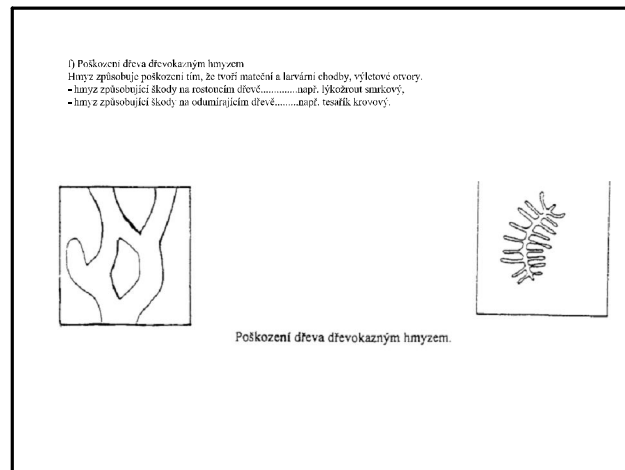 f) Poškození dřeva dřevokazným hmyzem
Hmyz způsobuje poškození tím, že tvoří mateční a larvární chodby, výletové otvory.
- hmyz způsobující škody na rostoucím dřevě..............např. lýkožrout smrkový,
- hmyz způsobující škody na odumírajícím dřevě.........např. tesařík krovový.
Poškození dřeva dřevokazným hmyzem.